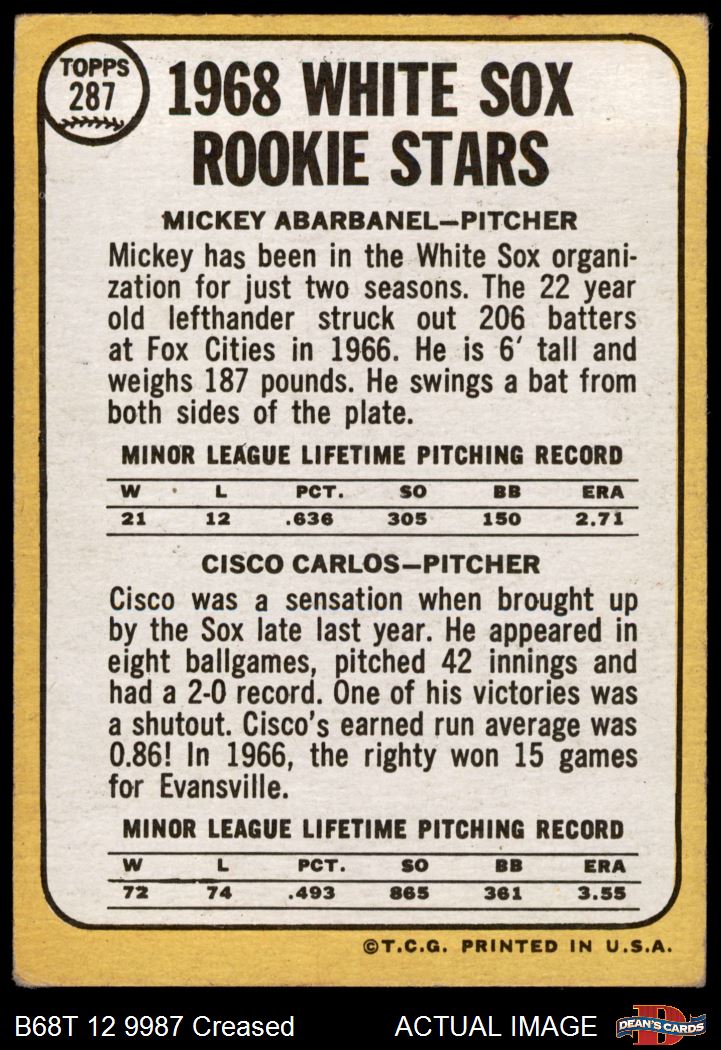 TOPPS
287
1968 WHITE SOX
ROOKIE STARS
MICKEY ABARBANEL—PITCHER
Mickey has been in the White Sox organi-
zation for just two seasons. The 22 year
old lefthander struck out 206 batters
at Fox Cities in 1966. He is 6' tall and
weighs 187 pounds. He swings a bat from
both sides of the plate.
MINOR LEAGUE LIFETIME PITCHING RECORD
W L PCT. SO BB ERA
21 12 .636 305 150 2.71
CISCO CARLOS—PITCHER
Cisco was a sensation when brought up
by the Sox late last year. He appeared in
eight ballgames, pitched 42 innings and
had a 2-0 record. One of his victories was
a shutout. Cisco's earned run average was
0.86! In 1966, the righty won 15 games
for Evansville.
MINOR LEAGUE LIFETIME PITCHING RECORD
W L PCT. SO BB ERA
72 74 .493 865 361 3.55
©T.C.G. PRINTED IN U.S.A.
B68T 12 9987 Creased ACTUAL IMAGE
D
DEAN'S CARDS